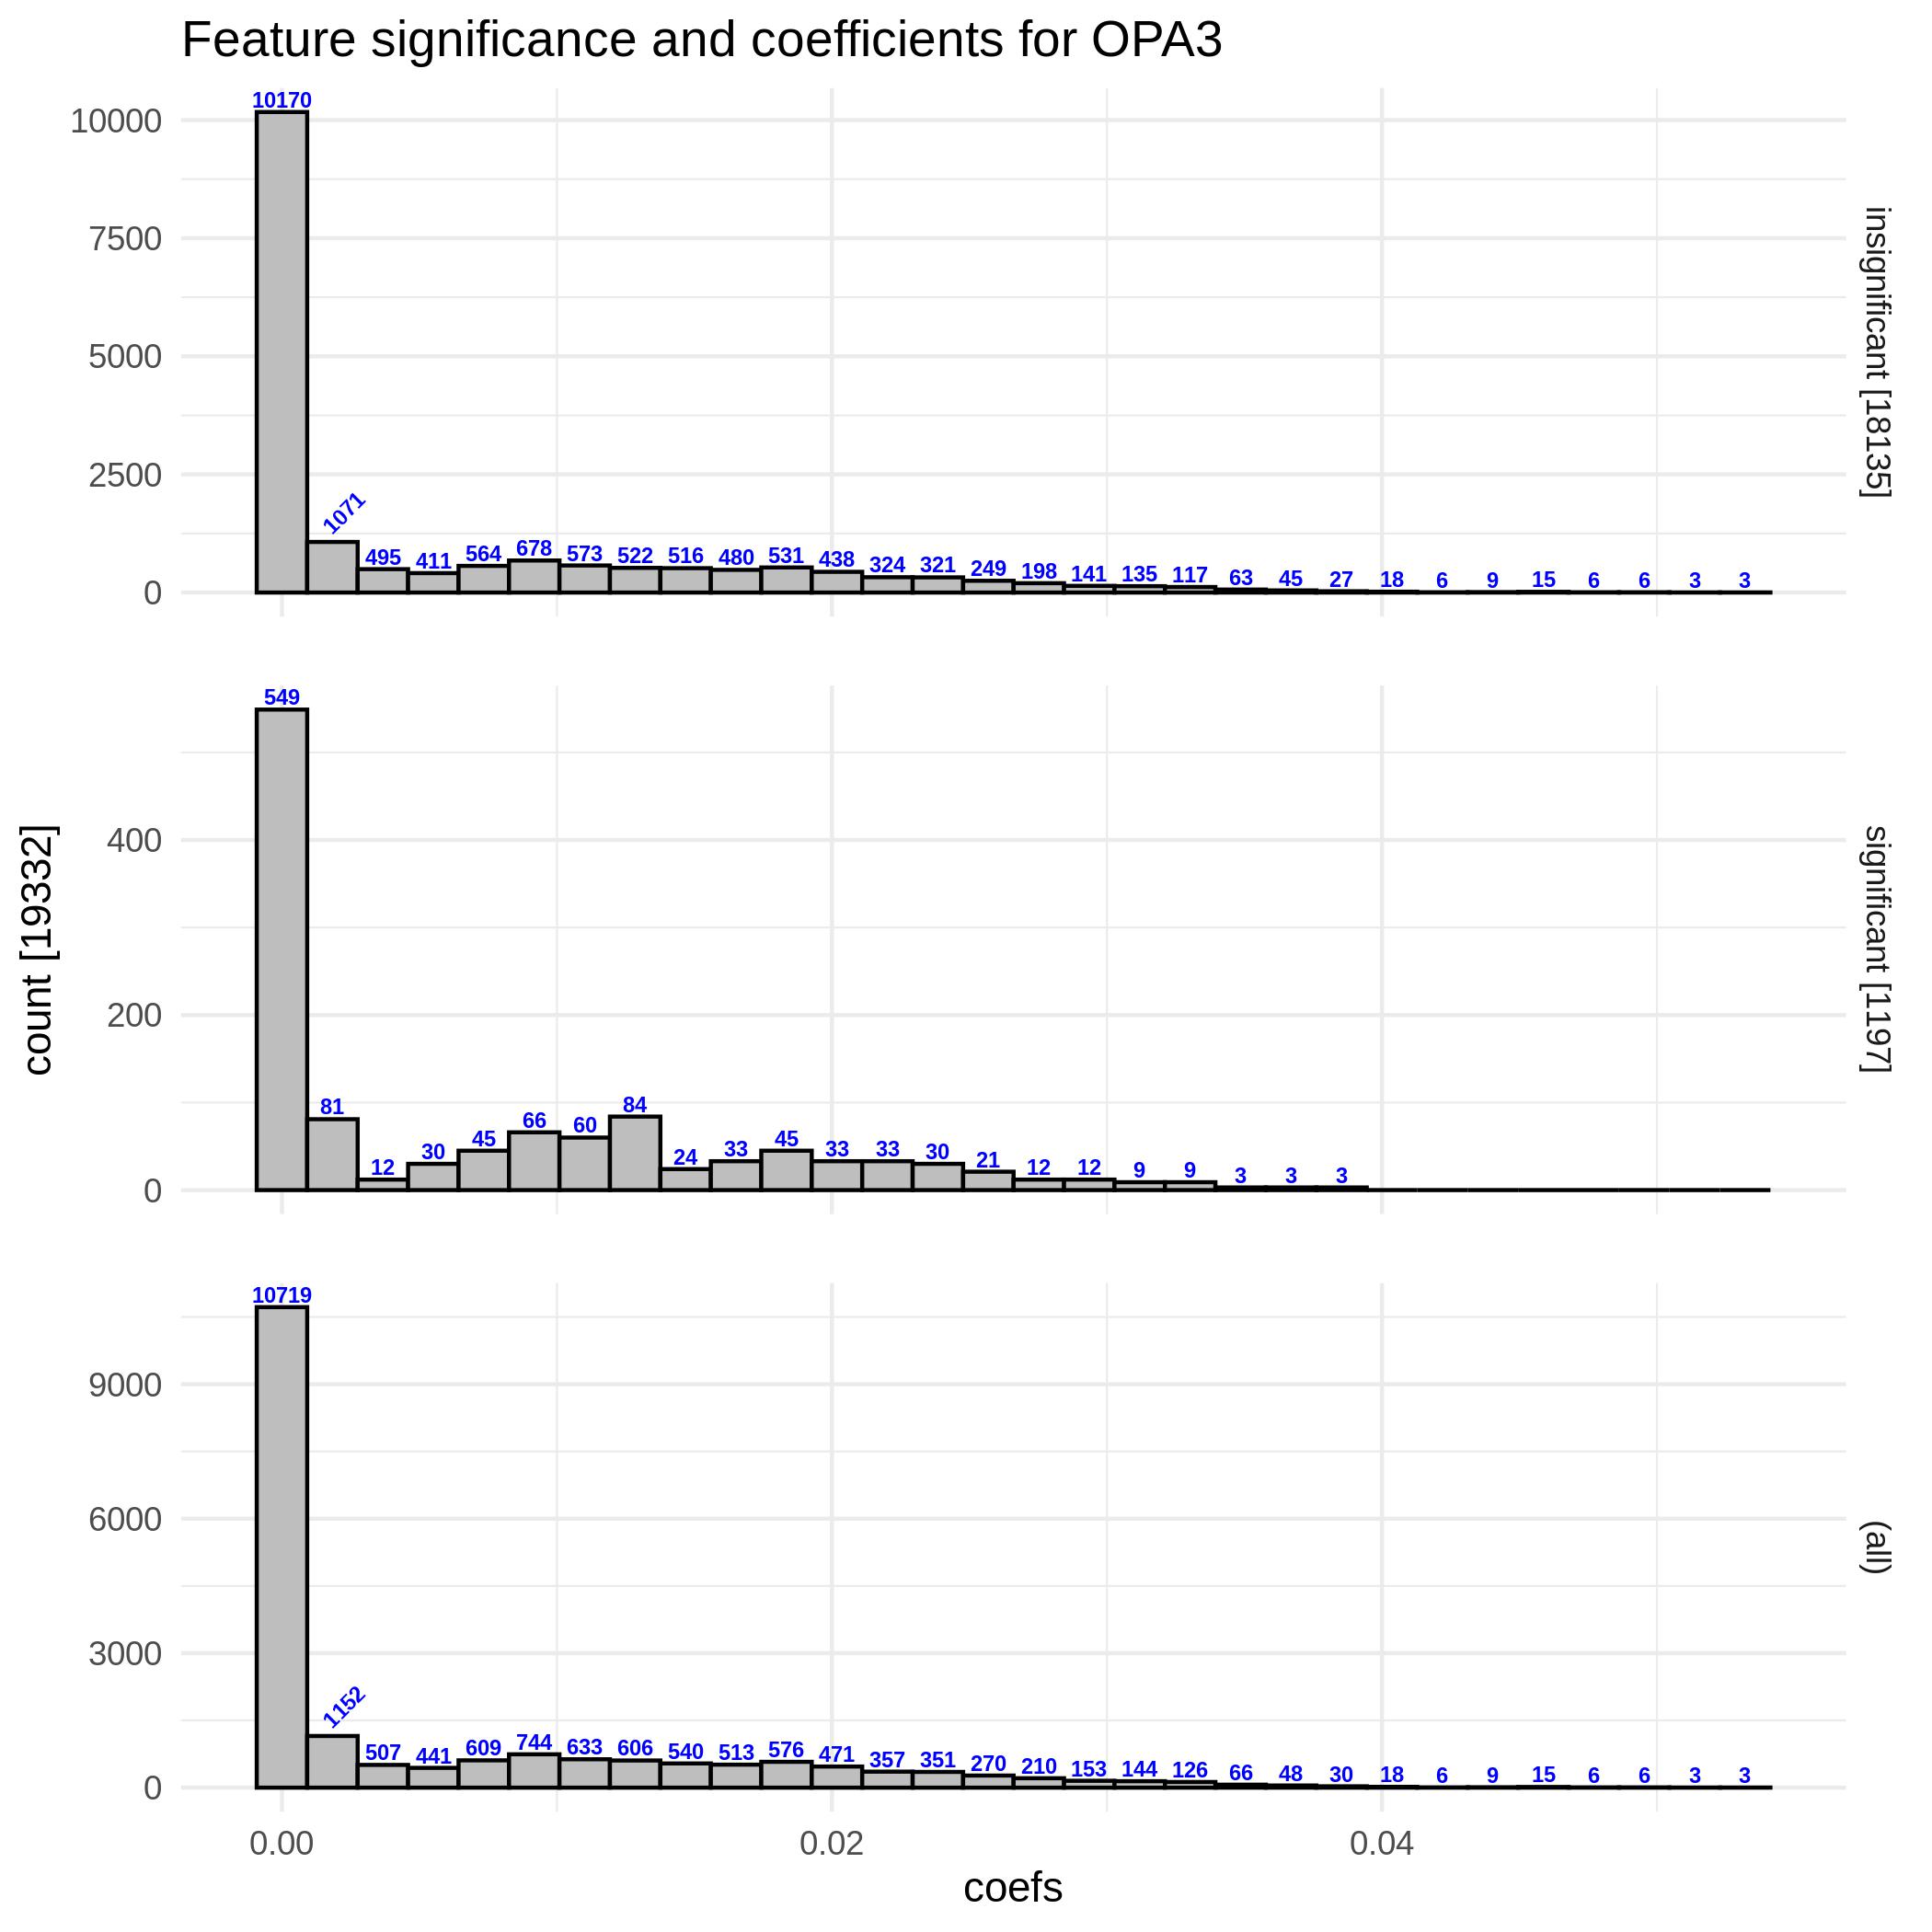 Feature significance and coefficients for OPA3
10170
10000
7500
5000
2500
0
1071
495 411 564 678 573 522 516 480 531 438 324 321 249 198 141 135 117 63 45 27 18 6 9 15 6 6 3 3
insignificant [18135]
549
400
200
0
81 12 30 45 66 60 84 24 33 45 33 33 30 21 12 12 9 9 3 3 3
significant [1197]
count [19332]
10719
9000
6000
3000
0
1152
507 441 609 744 633 606 540 513 576 471 357 351 270 210 153 144 126 66 48 30 18 6 9 15 6 6 3 3
(all)
0.00 0.02 0.04
coefs